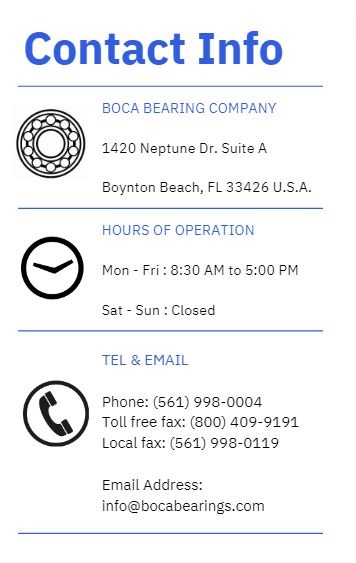 Contact Info
BOCA BEARING COMPANY
1420 Neptune Dr. Suite A
Boynton Beach, FL 33426 U.S.A.
HOURS OF OPERATION
Mon - Fri : 8:30 AM to 5:00 PM
Sat - Sun : Closed
TEL & EMAIL
Phone: (561) 998-0004
Toll free fax: (800) 409-9191
Local fax: (561) 998-0119
Email Address:
info@bocabearings.com